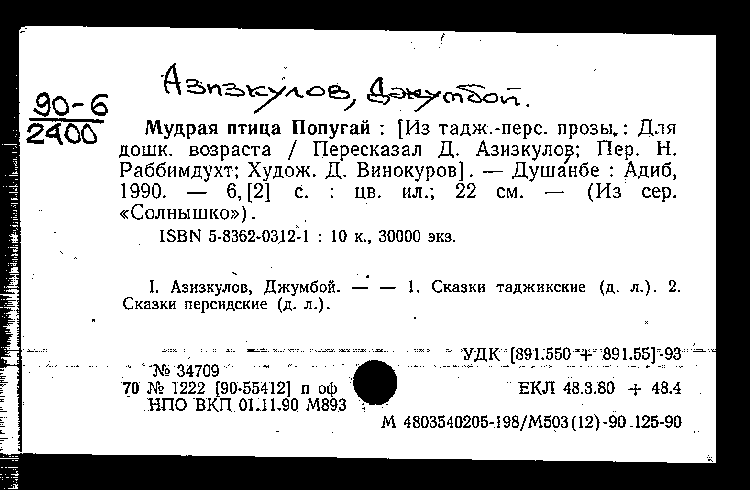 Азизкулов, Джумбой.
90-6
2400
Мудрая птица Попугай : [Из тадж.-перс. прозы. : Для
дошк. возраста / Пересказал Д. Азизкулов; Пер. Н.
Раббимдухт; Худож. Д. Винокуров]. — Душанбе : Адиб,
1990. — 6, [2] с. : цв. ил.; 22 см. — (Из сер.
«Солнышко»).
ISBN 5-8362-0312-1 : 10 к., 30000 экз.
I. Азизкулов, Джумбой. — — 1. Сказки таджикские (д. л.). 2.
Сказки персидские (д. л.).
УДК [891.550 + 891.55]-93
№ 34709
70 № 1222 [90-55412] п оф ЕКЛ 48.3.80 + 48.4
НПО ВКП 01.11.90 М893
М 4803540205-198/М503(12)-90.125-90